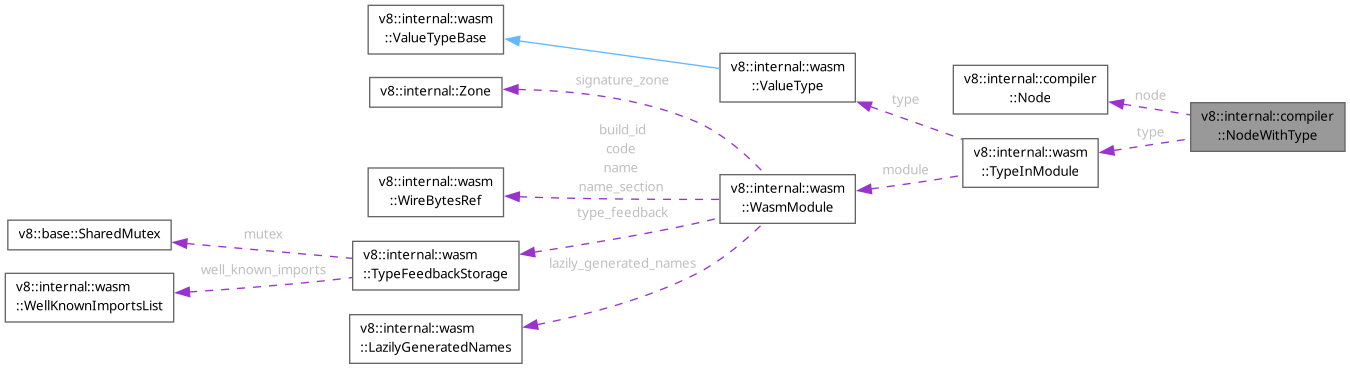 v8::internal::wasm
::ValueTypeBase
v8::internal::Zone
signature_zone
v8::internal::wasm
::ValueType
type
v8::internal::compiler
::Node
node
v8::internal::compiler
::NodeWithType
type
v8::internal::wasm
::TypeInModule
module
build_id
code
name
name_section
v8::internal::wasm
::WireBytesRef
v8::internal::wasm
::WasmModule
type_feedback
v8::base::SharedMutex
mutex
v8::internal::wasm
::TypeFeedbackStorage
well_known_imports
v8::internal::wasm
::WellKnownImportsList
lazily_generated_names
v8::internal::wasm
::LazilyGeneratedNames